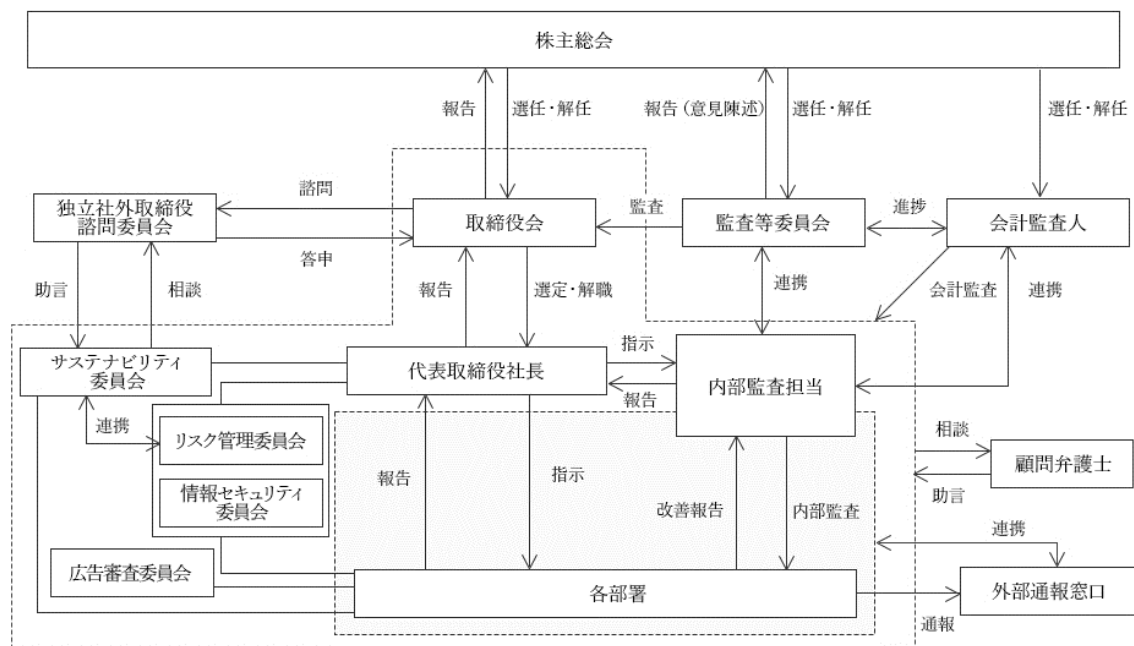 株主総会
報告
選任・解任
報告（意見陳述）
選任・解任
選任・解任
諮問
独立社外取締役
諮問委員会
取締役会
監査
監査等委員会
進捗
会計監査人
答申
助言
相談
報告
選定・解職
連携
会計監査
連携
サステナビリティ
委員会
代表取締役社長
指示
報告
内部監査担当
連携
リスク管理委員会
情報セキュリティ
委員会
報告
指示
改善報告
内部監査
相談
顧問弁護士
助言
連携
広告審査委員会
各部署
外部通報窓口
通報